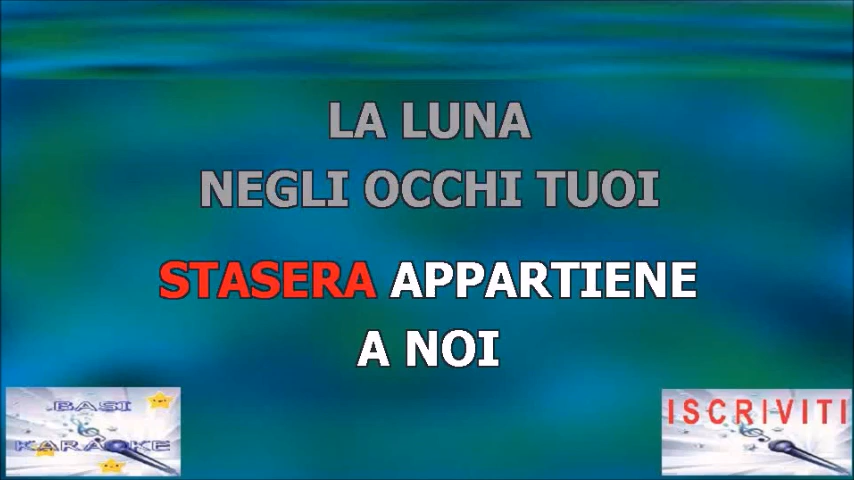 LA LUNA
NEGLI OCCHI TUOI
STASERA APPARTIENE
A NOI
BASI
KARAOKE
ISCRIVITI